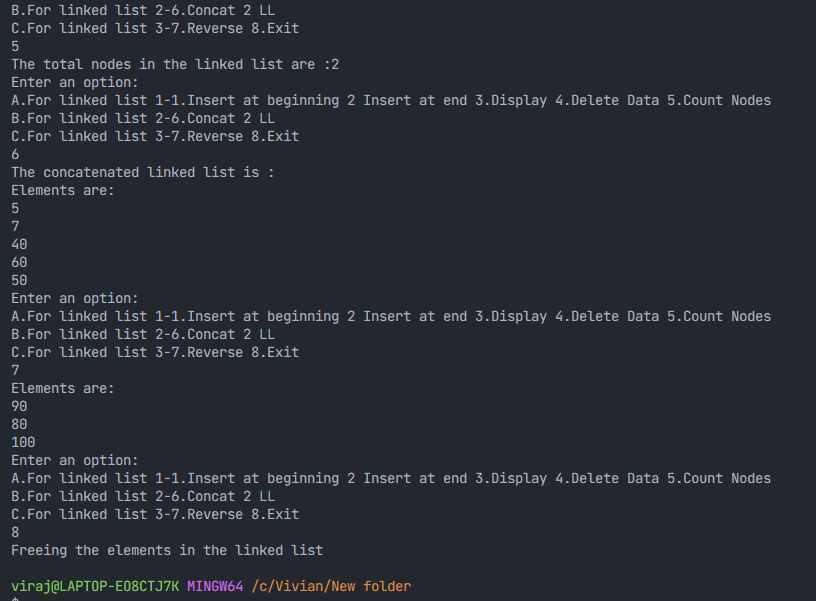 B.For linked list 2-6.Concat 2 LL
C.For linked list 3-7.Reverse 8.Exit
5
The total nodes in the linked list are :2
Enter an option:
A.For linked list 1-1.Insert at beginning 2 Insert at end 3.Display 4.Delete Data 5.Count Nodes
B.For linked list 2-6.Concat 2 LL
C.For linked list 3-7.Reverse 8.Exit
6
The concatenated linked list is :
Elements are:
5
7
40
60
50
Enter an option:
A.For linked list 1-1.Insert at beginning 2 Insert at end 3.Display 4.Delete Data 5.Count Nodes
B.For linked list 2-6.Concat 2 LL
C.For linked list 3-7.Reverse 8.Exit
7
Elements are:
90
80
100
Enter an option:
A.For linked list 1-1.Insert at beginning 2 Insert at end 3.Display 4.Delete Data 5.Count Nodes
B.For linked list 2-6.Concat 2 LL
C.For linked list 3-7.Reverse 8.Exit
8
Freeing the elements in the linked list
viraj@LAPTOP-EO8CTJ7K MINGW64 /c/Vivian/New folder